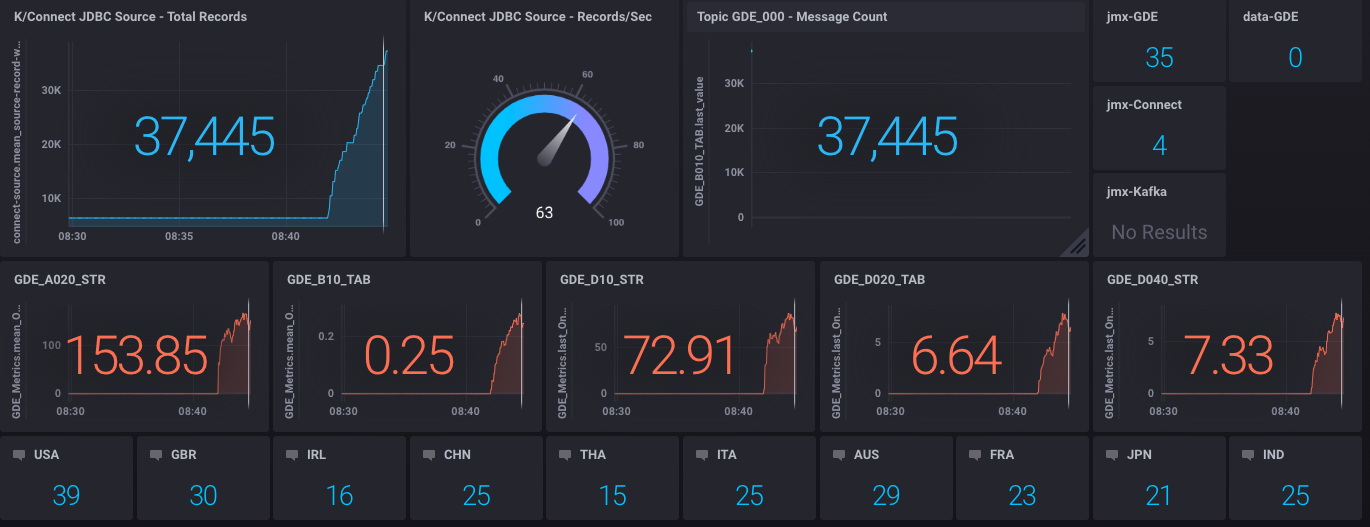 K/Connect JDBC Source - Total Records
connect-source.mean_source-record-w...
30K
20K
10K
37,445
08:30 08:35 08:40
K/Connect JDBC Source - Records/Sec
0 20 40 60 80 100
63
Topic GDE_000 - Message Count
GDE_B010_TAB.last_value
30K
20K
10K
0
37,445
jmx-GDE
35
data-GDE
0
jmx-Connect
4
jmx-Kafka
No Results
GDE_A020_STR
GDE_Metrics.mean_O...
100
0
153.85
08:30 08:40
GDE_B10_TAB
GDE_Metrics.mean_O...
0.2
0
0.25
08:30 08:40
GDE_D10_STR
GDE_Metrics.last_On...
50
0
72.91
08:30 08:40
GDE_D020_TAB
GDE_Metrics.last_On...
5
0
6.64
08:30 08:40
GDE_D040_STR
GDE_Metrics.last_On...
5
0
7.33
08:30 08:40
USA
39
GBR
30
IRL
16
CHN
25
THA
15
ITA
25
AUS
29
FRA
23
JPN
21
IND
25